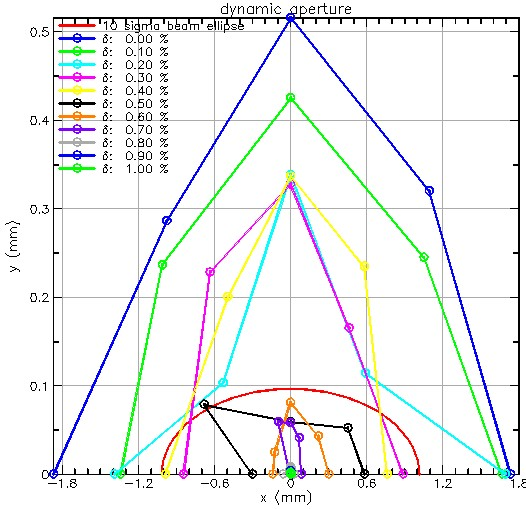 dynamic aperture
10 sigma beam ellipse
δ: 0.00 %
δ: 0.10 %
δ: 0.20 %
δ: 0.30 %
δ: 0.40 %
δ: 0.50 %
δ: 0.60 %
δ: 0.70 %
δ: 0.80 %
δ: 0.90 %
δ: 1.00 %
0.5
0.4
0.3
0.2
0.1
0
y (mm)
−1.8 −1.2 −0.6 0 0.6 1.2 1.8
x (mm)